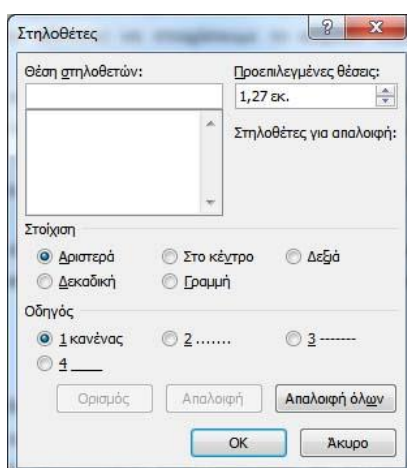 Στηλοθέτες
Θέση στηλοθετών: Προεπιλεγμένες θέσεις:
1,27 εκ.
Στηλοθέτες για απαλοιφή:
Στοίχιση
Αριστερά Στο κέντρο Δεξιά
Δεκαδική Γραμμή
Οδηγός
1 κανένας 2 ....... 3 -------
4 ___
Ορισμός Απαλοιφή Απαλοιφή όλων
OK Άκυρο